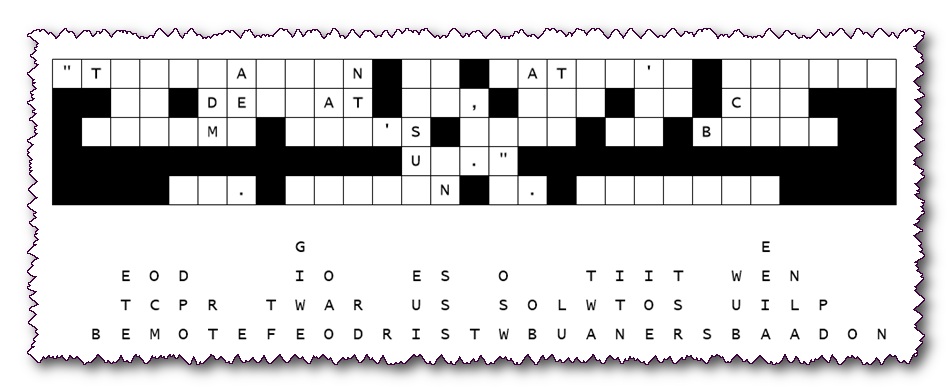 " T A N A T '
D E A T , C
M ' S B
U . "
. N .
G E
E O D I O E S O T I I T W E N
T C P R T W A R U S S O L W T O S U I L P
B E M O T E F E O D R I S T W B U A N E R S B A A D O N